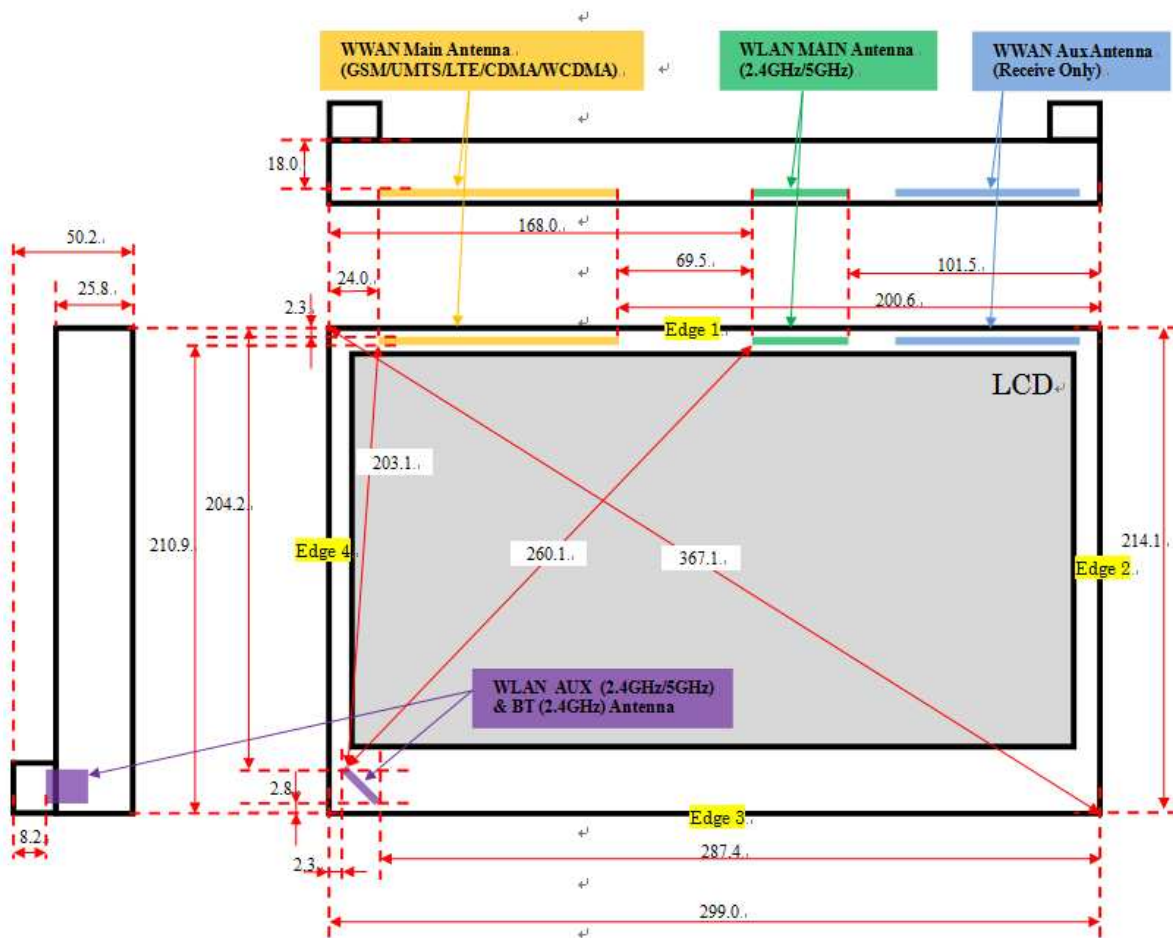 WWAN Main Antenna
(GSM/UMTS/LTE/CDMA/WCDMA)
WLAN MAIN Antenna
(2.4GHz/5GHz)
WWAN Aux Antenna
(Receive Only)
18.0
168.0
50.2
69.5
101.5
25.8
24.0
200.6
2.3
Edge 1
LCD
203.1
204.2
210.9
Edge 4
260.1
367.1
214.1
Edge 2
WLAN AUX (2.4GHz/5GHz)
& BT (2.4GHz) Antenna
2.8
Edge 3
8.2
2.3
287.4
299.0